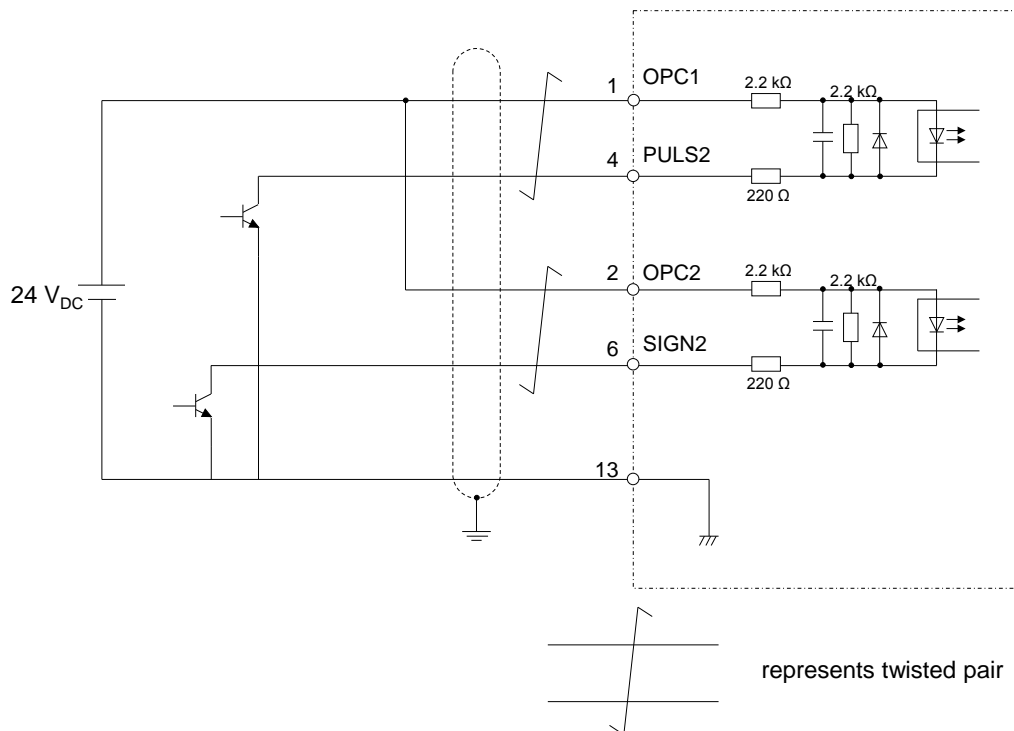 1 OPC1
2.2 kΩ
2.2 kΩ
4 PULS2
220 Ω
24 V_DC
2 OPC2
2.2 kΩ
2.2 kΩ
6 SIGN2
220 Ω
13
represents twisted pair